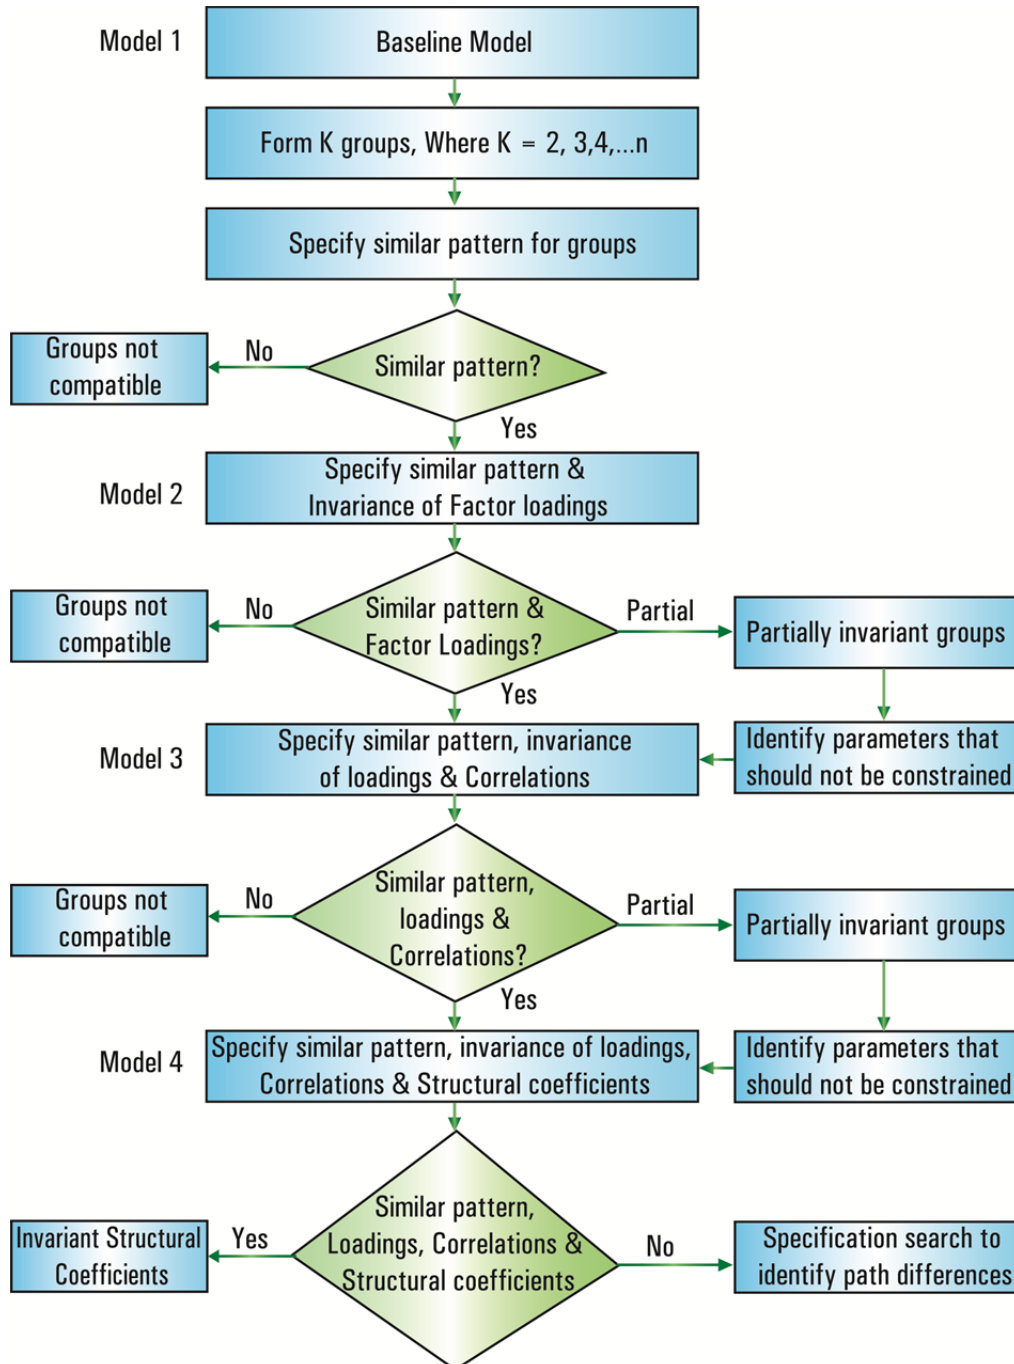 Model 1
Baseline Model
Form K groups, Where K = 2, 3,4,...n
Specify similar pattern for groups
Groups not
compatible
No
Similar pattern?
Yes
Model 2
Specify similar pattern &
Invariance of Factor loadings
Groups not
compatible
No
Similar pattern &
Factor Loadings?
Partial
Partially invariant groups
Yes
Model 3
Specify similar pattern, invariance
of loadings & Correlations
Identify parameters that
should not be constrained
Groups not
compatible
No
Similar pattern,
loadings &
Correlations?
Partial
Partially invariant groups
Yes
Model 4
Specify similar pattern, invariance of loadings,
Correlations & Structural coefficients
Identify parameters that
should not be constrained
Invariant Structural
Coefficients
Yes
Similar pattern,
Loadings, Correlations &
Structural coefficients
No
Specification search to
identify path differences